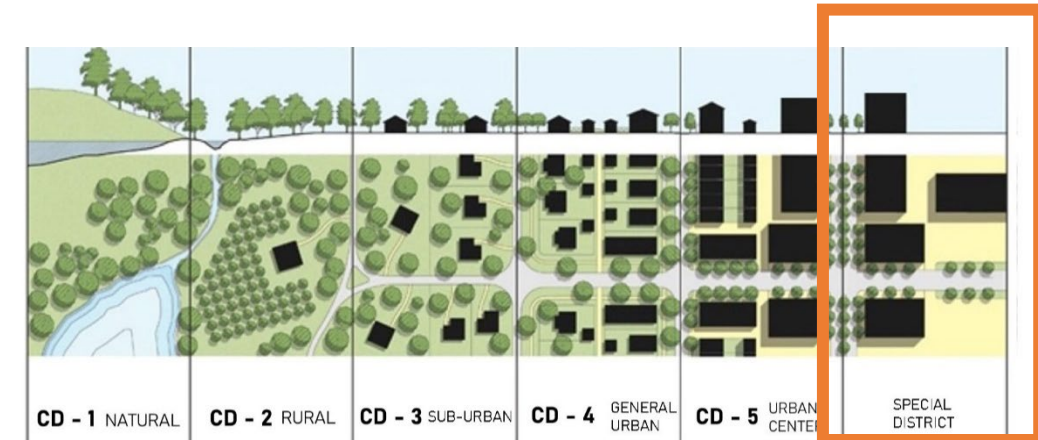 CD - 1 NATURAL
CD - 2 RURAL
CD - 3 SUB-URBAN
CD - 4 GENERAL
URBAN
CD - 5 URBAN
CENTE
SPECIAL
DISTRICT